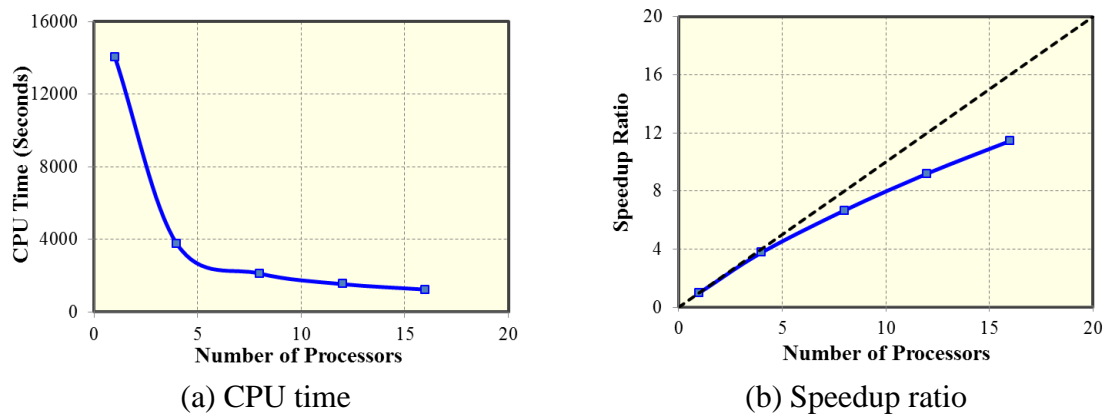 16000
12000
8000
4000
0
0 5 10 15 20
CPU Time (Seconds)
Number of Processors
(a) CPU time
20
16
12
8
4
0
0 5 10 15 20
Speedup Ratio
Number of Processors
(b) Speedup ratio